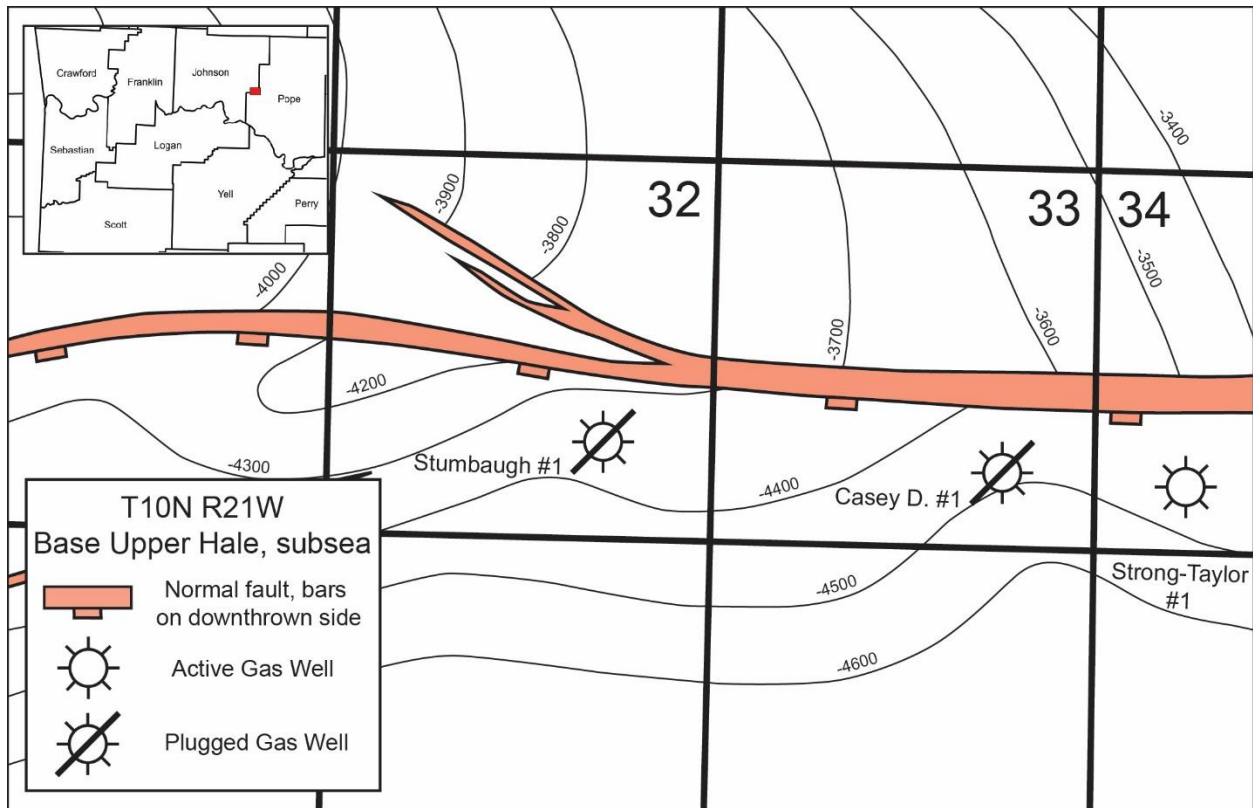 Crawford
Franklin
Johnson
Pope
Sebastian
Logan
Yell
Scott
Perry
32
33
34
-3400
-3500
-3600
-3700
-3800
-3900
-4000
-4200
-4300
-4400
-4500
-4600
Stumbaugh #1
Casey D. #1
Strong-Taylor
#1
T10N R21W
Base Upper Hale, subsea
Normal fault, bars
on downthrown side
Active Gas Well
Plugged Gas Well